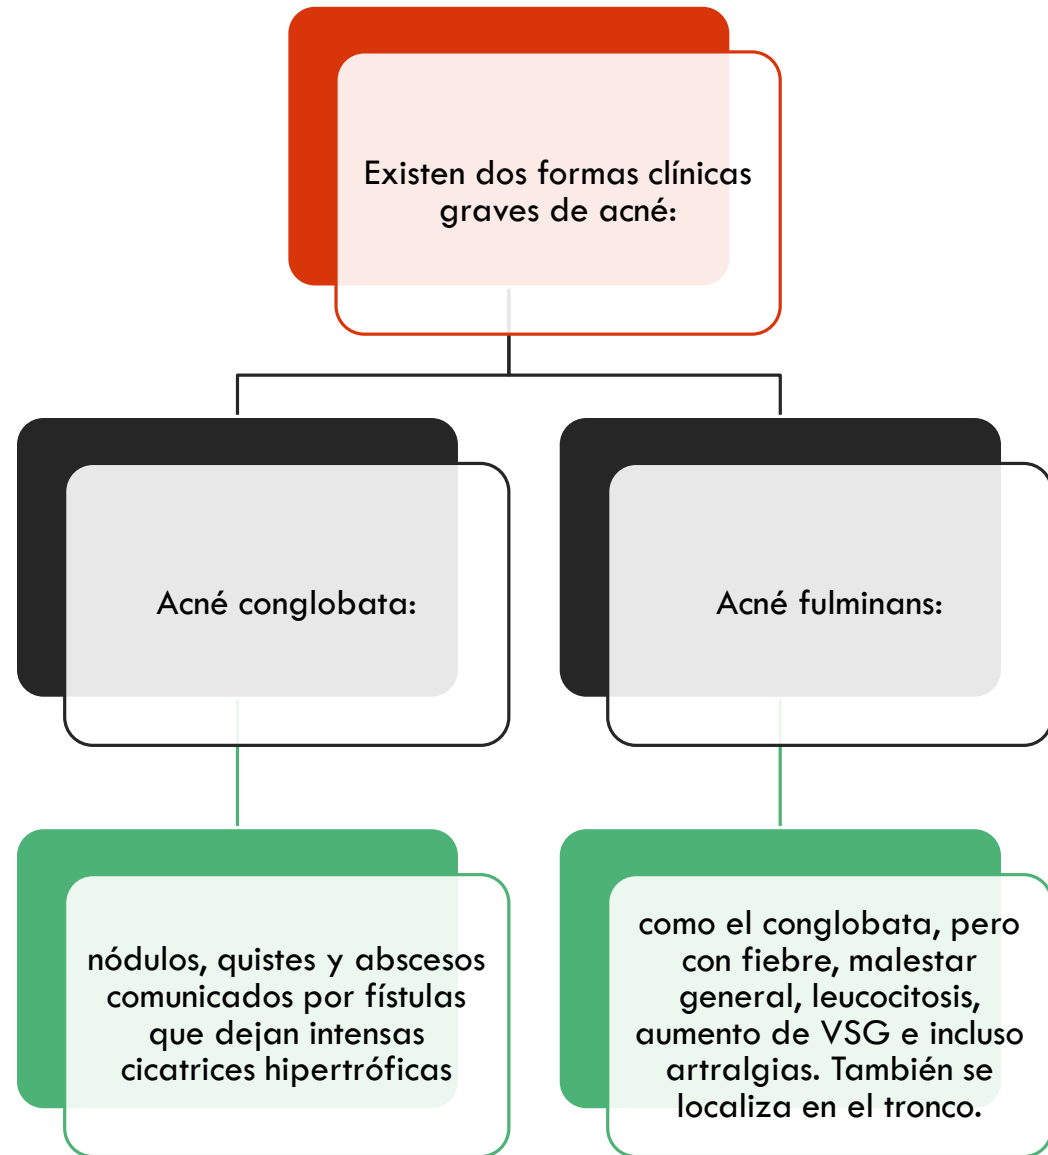 Existen dos formas clínicas
graves de acné:
Acné conglobata:
Acné fulminans:
nódulos, quistes y abscesos
comunicados por fístulas
que dejan intensas
cicatrices hipertróficas
como el conglobata, pero
con fiebre, malestar
general, leucocitosis,
aumento de VSG e incluso
artralgias. También se
localiza en el tronco.